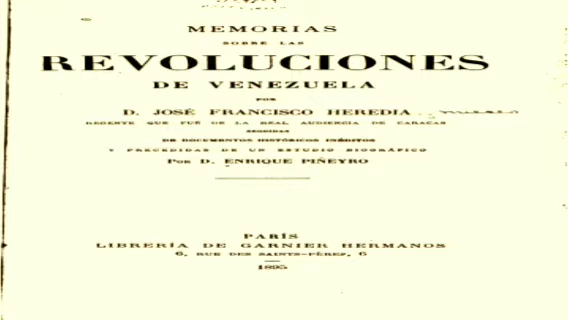 MEMORIAS
SOBRE LAS
REVOLUCIONES
DE VENEZUELA
POR
D. JOSÉ FRANCISCO HEREDIA
REGENTE QUE FUÉ DE LA REAL AUDIENCIA DE CARACAS
SEGUIDAS
DE DOCUMENTOS HISTÓRICOS INÉDITOS
Y PRECEDIDAS DE UN ESTUDIO BIOGRÁFICO
POR D. ENRIQUE PIÑEYRO
PARÍS
LIBRERÍA DE GARNIER HERMANOS
6, RUE DES SAINTS-PÈRES, 6
1895